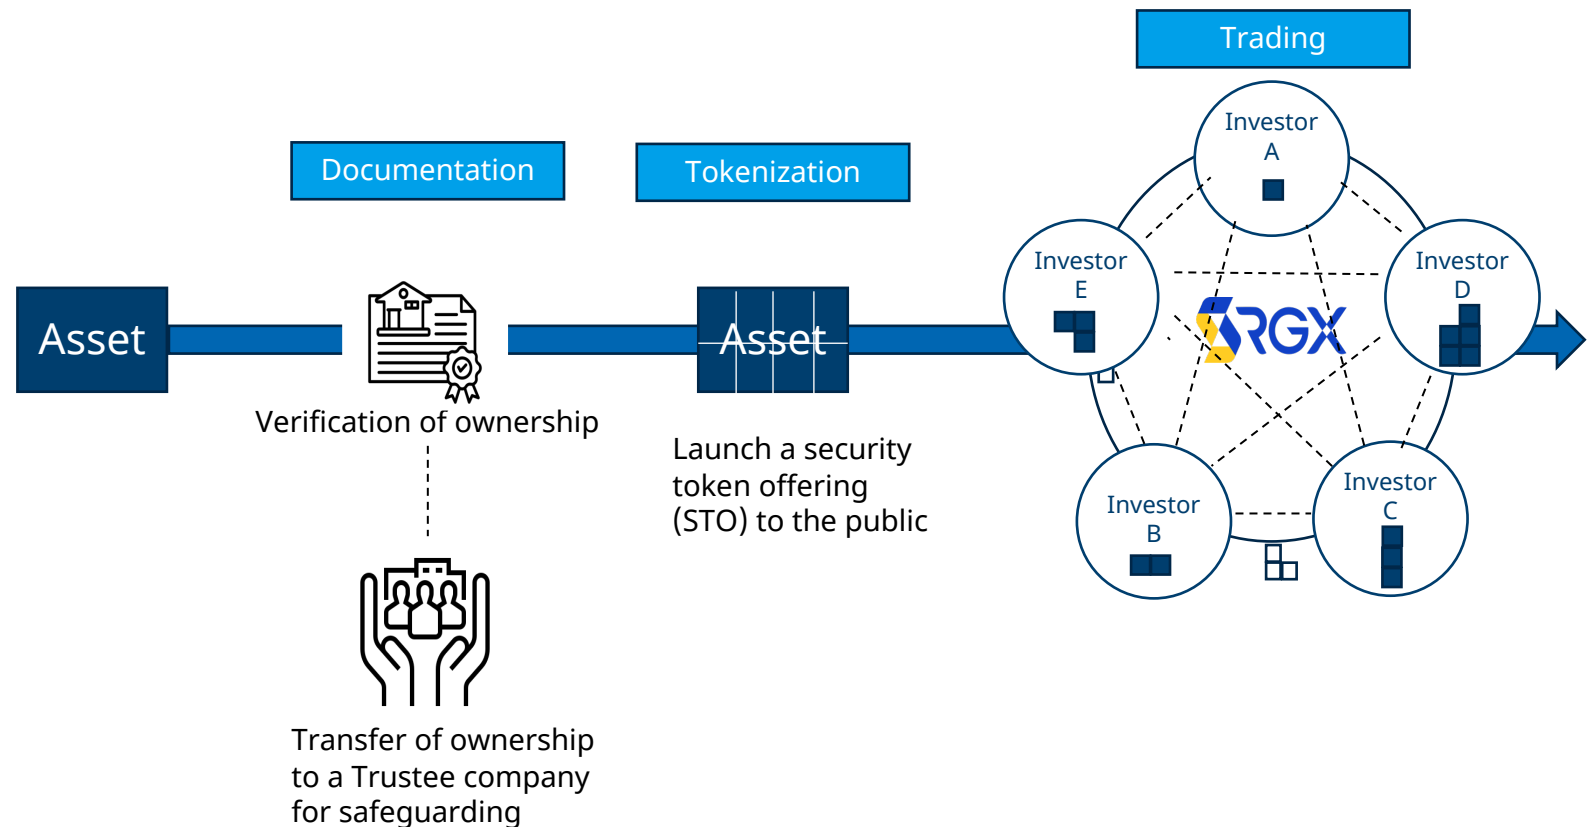 Trading
Documentation
Tokenization
Asset
Verification of ownership
Transfer of ownership
to a Trustee company
for safeguarding
Asset
Launch a security
token offering
(STO) to the public
Investor
A
Investor
E
Investor
D
SRGX
Investor
B
Investor
C